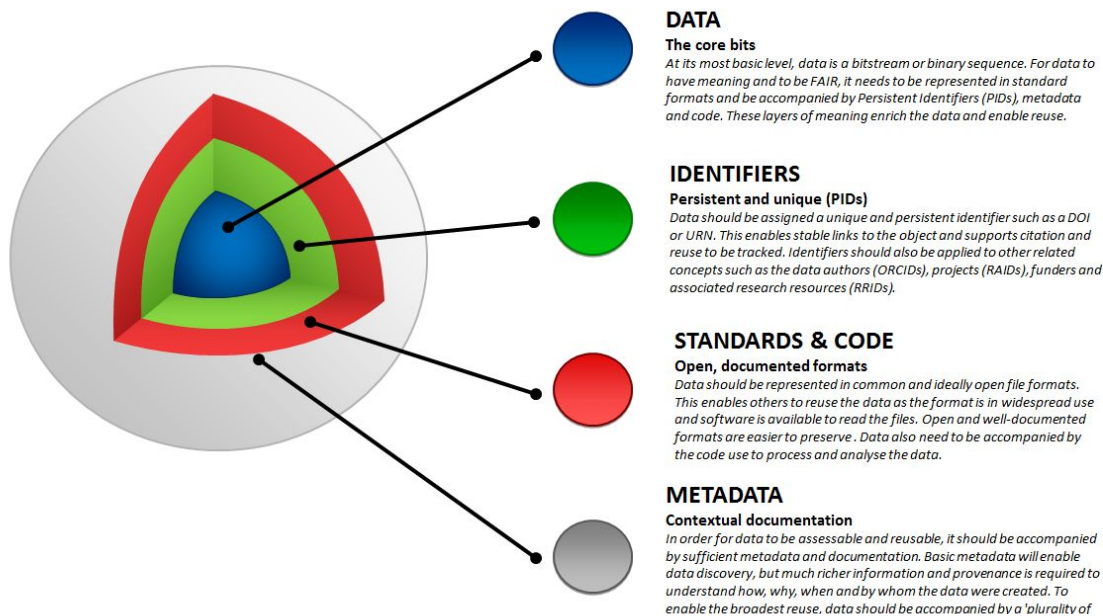 DATA
The core bits
At its most basic level, data is a bitstream or binary sequence. For data to
have meaning and to be FAIR, it needs to be represented in standard
formats and be accompanied by Persistent Identifiers (PIDs), metadata
and code. These layers of meaning enrich the data and enable reuse.
IDENTIFIERS
Persistent and unique (PIDs)
Data should be assigned a unique and persistent identifier such as a DOI
or URN. This enables stable links to the object and supports citation and
reuse to be tracked. Identifiers should also be applied to other related
concepts such as the data authors (ORCIDs), projects (RAIDs), funders and
associated research resources (RRIDs).
STANDARDS & CODE
Open, documented formats
Data should be represented in common and ideally open file formats.
This enables others to reuse the data as the format is in widespread use
and software is available to read the files. Open and well-documented
formats are easier to preserve . Data also need to be accompanied by
the code use to process and analyse the data.
METADATA
Contextual documentation
In order for data to be assessable and reusable, it should be accompanied
by sufficient metadata and documentation. Basic metadata will enable
data discovery, but much richer information and provenance is required to
understand how, why, when and by whom the data were created. To
enable the broadest reuse, data should be accompanied by a 'plurality of